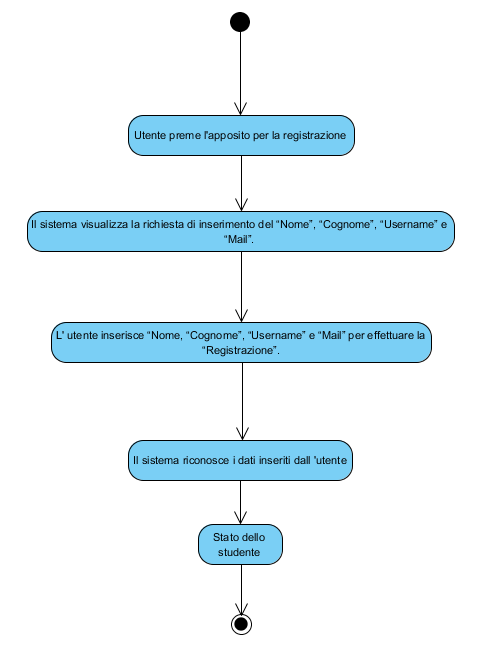 Utente preme l'apposito per la registrazione
Il sistema visualizza la richiesta di inserimento del “Nome”, “Cognome”, “Username” e
“Mail”.
L' utente inserisce “Nome, “Cognome”, “Username” e “Mail” per effettuare la
“Registrazione”.
Il sistema riconosce i dati inseriti dall 'utente
Stato dello
studente